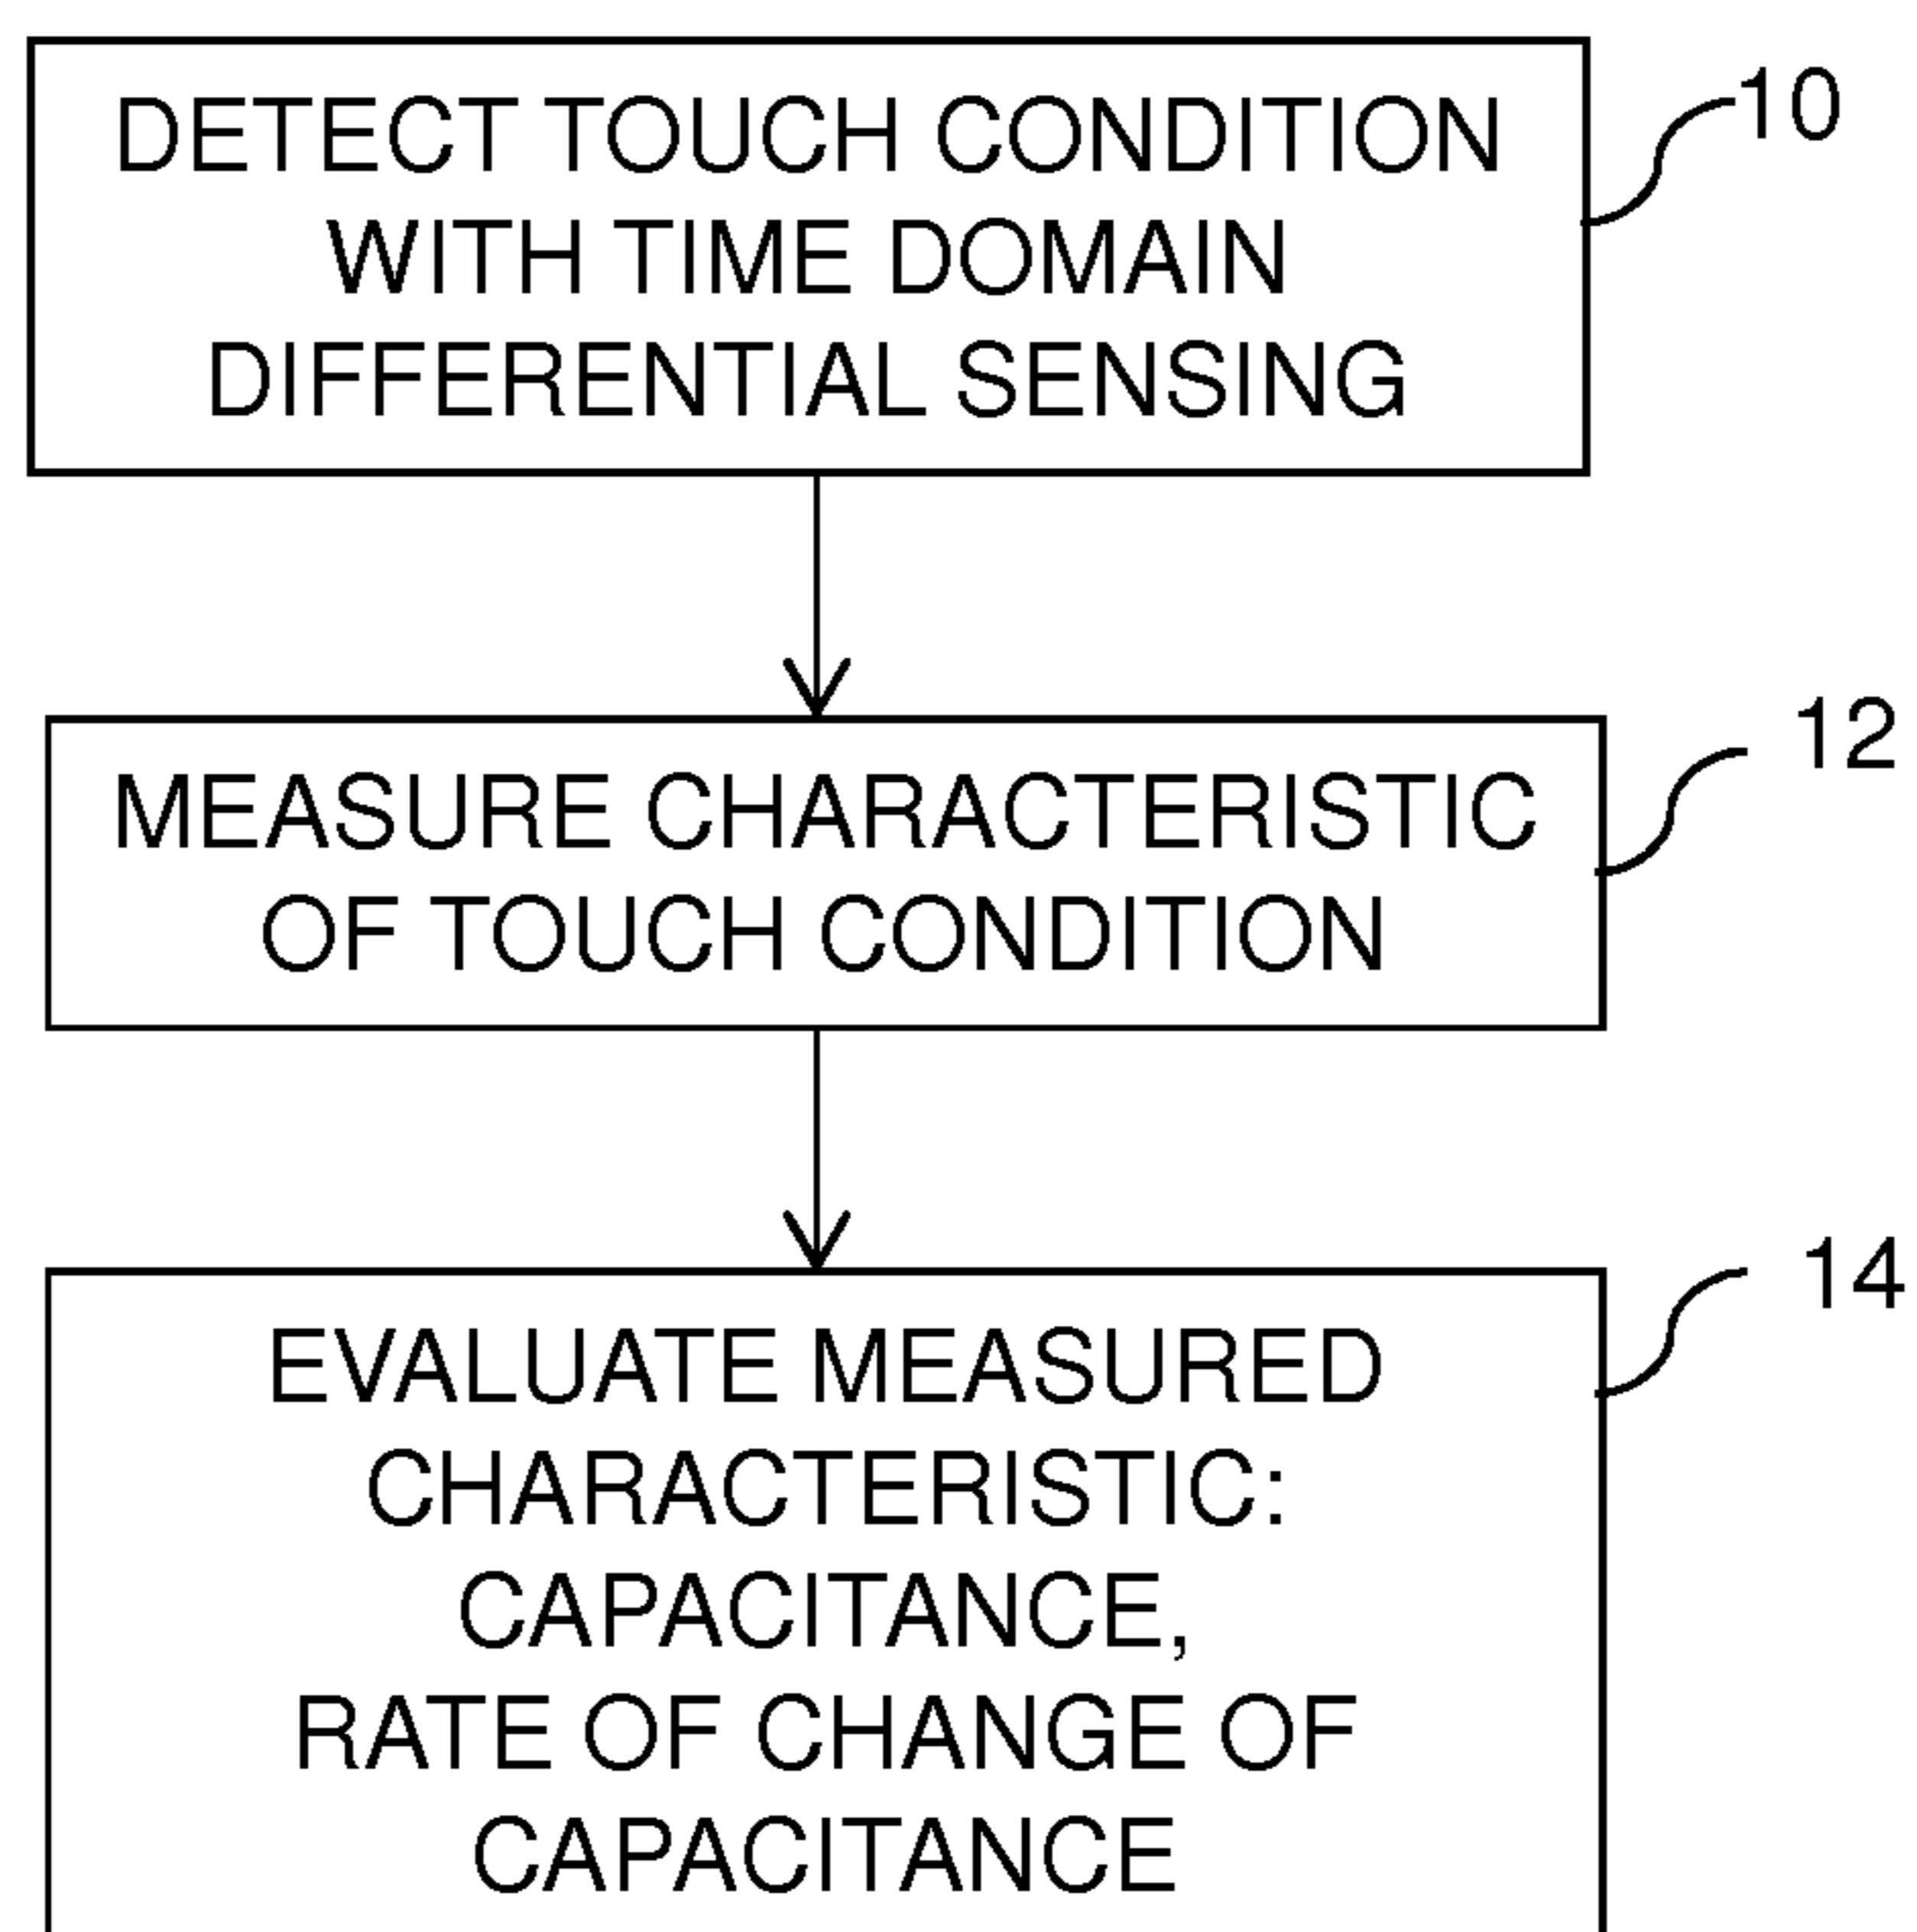 DETECT TOUCH CONDITION
WITH TIME DOMAIN
DIFFERENTIAL SENSING
10
MEASURE CHARACTERISTIC
OF TOUCH CONDITION
12
EVALUATE MEASURED
CHARACTERISTIC:
CAPACITANCE,
RATE OF CHANGE OF
CAPACITANCE
14